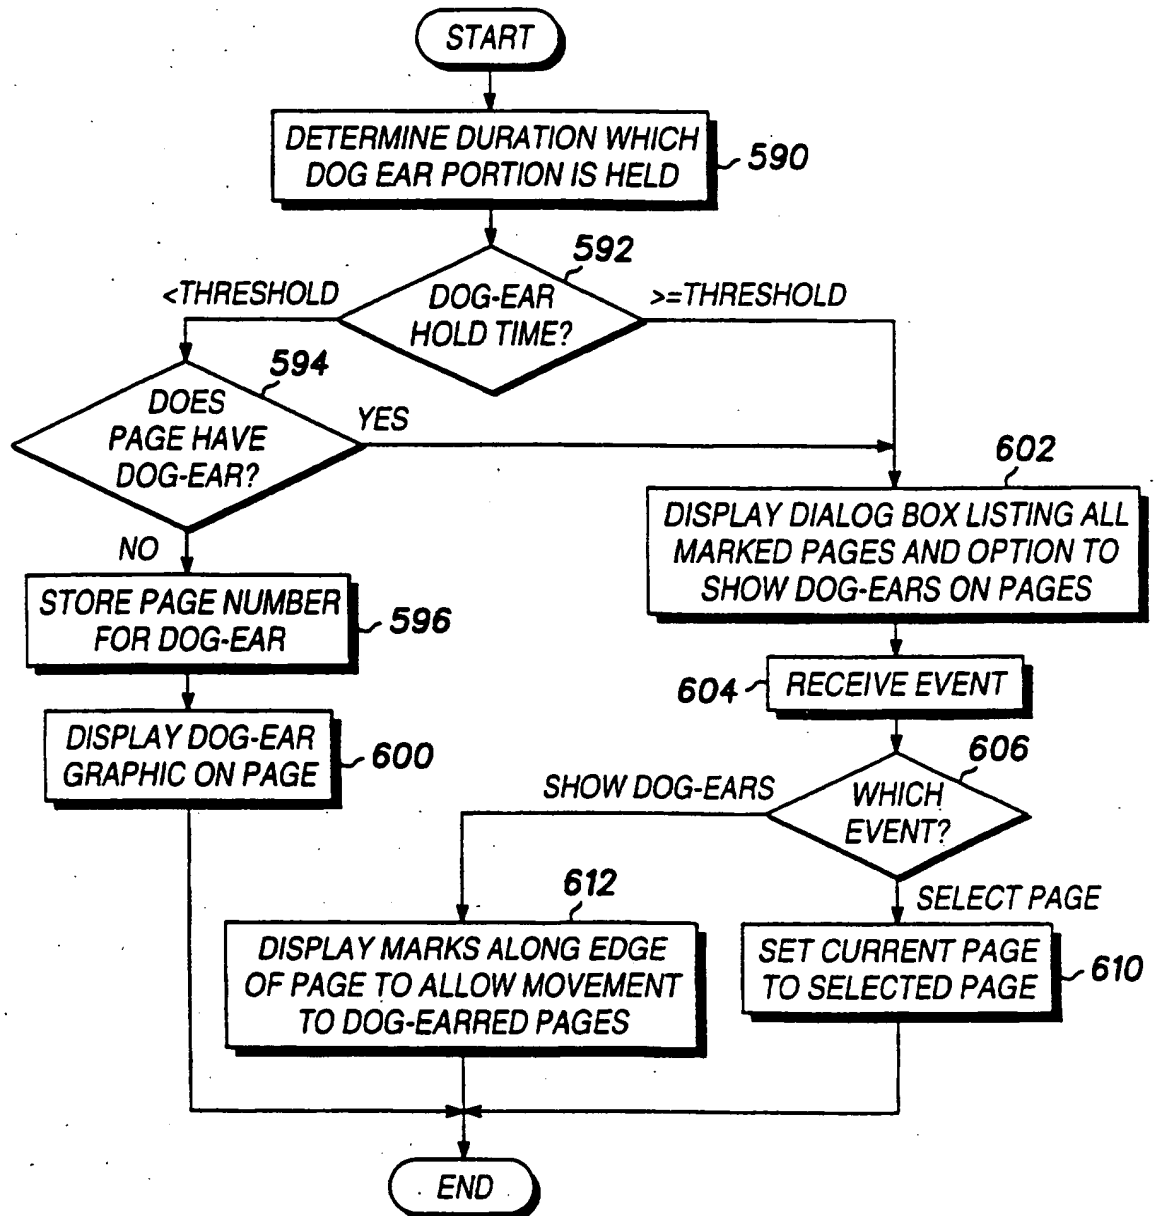 START
DETERMINE DURATION WHICH
DOG EAR PORTION IS HELD
590
592
<THRESHOLD
DOG-EAR
HOLD TIME?
>=THRESHOLD
594
DOES
PAGE HAVE
DOG-EAR?
YES
NO
602
DISPLAY DIALOG BOX LISTING ALL
MARKED PAGES AND OPTION TO
SHOW DOG-EARS ON PAGES
STORE PAGE NUMBER
FOR DOG-EAR
596
604
RECEIVE EVENT
DISPLAY DOG-EAR
GRAPHIC ON PAGE
600
606
SHOW DOG-EARS
WHICH
EVENT?
SELECT PAGE
612
DISPLAY MARKS ALONG EDGE
OF PAGE TO ALLOW MOVEMENT
TO DOG-EARRED PAGES
SET CURRENT PAGE
TO SELECTED PAGE
610
END